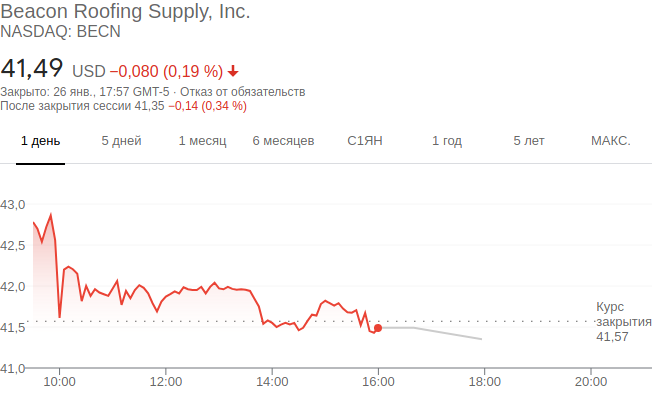 Beacon Roofing Supply, Inc.
NASDAQ: BECN
41,49 USD −0,080 (0,19 %)
Закрыто: 26 янв., 17:57 GMT-5 · Отказ от обязательств
После закрытия сессии 41,35 −0,14 (0,34 %)
1 день 5 дней 1 месяц 6 месяцев С1ЯН 1 год 5 лет МАКС.
43,0
42,5
42,0
Курс
41,5 закрытия
41,57
41,0
10:00 12:00 14:00 16:00 18:00 20:00